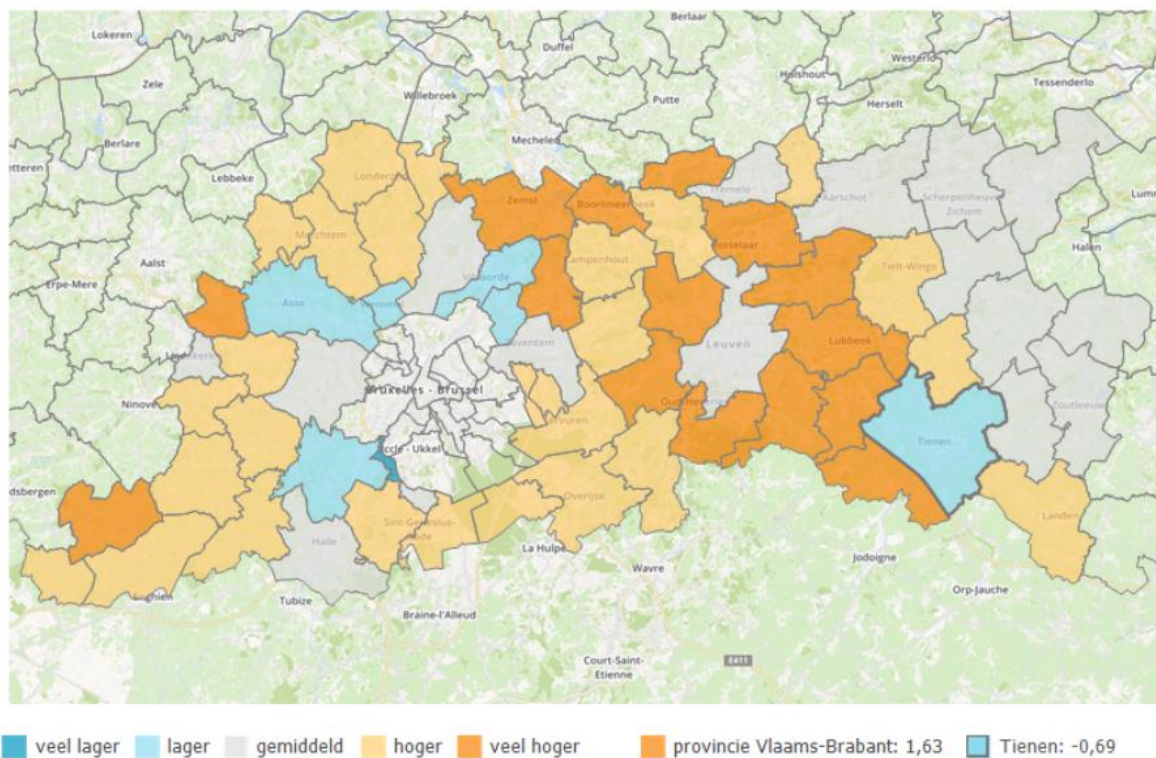 Berlaar
Lokeren
Duffel
Westerlo
Hulshout
Tessenderlo
Zele
Willebroek
Putte
Herselt
Mechelen
Berlare
etteren
Lebbeke
Londerzeel
Tremelo
Lumm
Zemst
Boortmeerbeek
Aarschot
Scherpenheuvel
Zichem
Merchtem
Rotselaar
Halen
Aalst
Kampenhout
Tielt-Winge
Erpe-Mere
Vilvoorde
Asse
Wemmel
Lubbeek
Zaventem
Leuven
Bruxelles - Brussel
Ninove
Oud-Heverlee
Zoutleeuw
Tervuren
Tienen
Uccle - Ukkel
Overijse
Landen
Sint-Genesius-
Rode
Halle
La Hulpe
Jodoigne
Wavre
Orp-Jauche
Enghien
Tubize
Braine-l'Alleud
Court-Saint-
Etienne
E411
veel lager lager gemiddeld hoger veel hoger provincie Vlaams-Brabant: 1,63 Tienen: -0,69